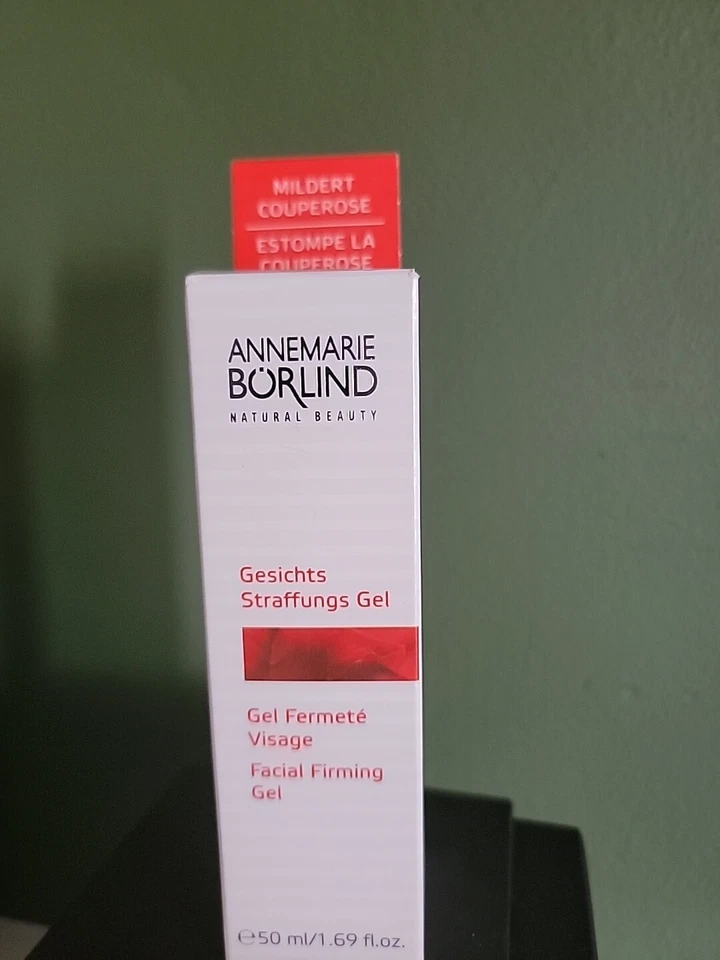 MILDERT
COUPEROSE
ESTOMPE LA
COUPEROSE
ANNEMARIE
BÖRLIND
NATURAL BEAUTY
Gesichts
Straffungs Gel
Gel Fermeté
Visage
Facial Firming
Gel
℮50 ml/1.69 fl.oz.